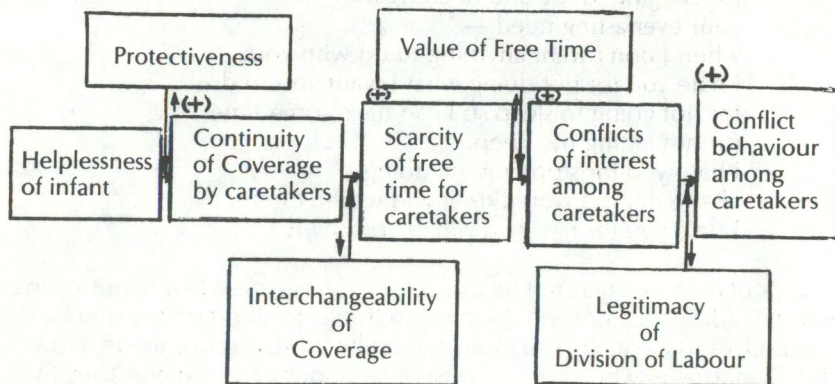 Protectiveness
Value of Free Time
(+)
(+)
(+)
(+)
Helplessness
of infant
Continuity
of Coverage
by caretakers
Scarcity
of free
time for
caretakers
Conflicts
of interest
among
caretakers
Conflict
behaviour
among
caretakers
Interchangeability
of
Coverage
Legitimacy
of
Division of Labour